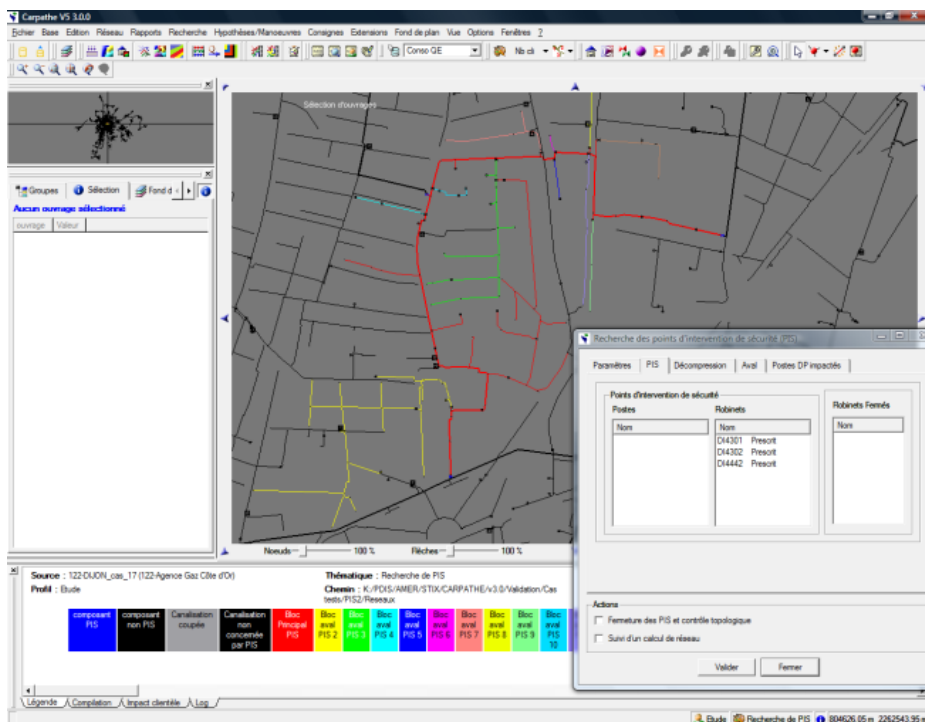 Carpathe V5 3.0.0
Fichier Base Edition Réseau Rapports Recherche Hypothèses/Manoeuvres Consignes Extensions Fond de plan Vue Options Fenêtres ?
Conso QE
Nb cli
Sélection d'ouvrages
Groupes Sélection Fond d
Aucun ouvrage sélectionné
ouvrage Valeur
Noeuds 100 % Flèches 100 %
Recherche des points d'intervention de sécurité (PIS)
Paramètres PIS Décompression Aval Postes DP impactés
Points d'intervention de sécurité
Postes Robinets Robinets Fermés
Nom Nom Nom
DI4301 Prescrit
DI4302 Prescrit
DI4442 Prescrit
Actions
Fermeture des PIS et contrôle topologique
Suivi d'un calcul de réseau
Valider Fermer
Source : 122-DIJON_cas_17 (122-Agence Gaz Côte d'Or) Thématique : Recherche de PIS
Profil : Etude Chemin : K:/PDIS/AMER/STIX/CARPATHE/v3.0/Validation/Cas
tests/PIS2/Reseaux
composant PIS
composant non PIS
Canalisation coupée
Canalisation non concernée par PIS
Bloc Principal PIS
Bloc aval PIS 2
Bloc aval PIS 3
Bloc aval PIS 4
Bloc aval PIS 5
Bloc aval PIS 6
Bloc aval PIS 7
Bloc aval PIS 8
Bloc aval PIS 9
Bloc aval PIS 10
Légende Compilation Impact clientèle Log
Etude Recherche de PIS 804626.05 m 2262543.95 m